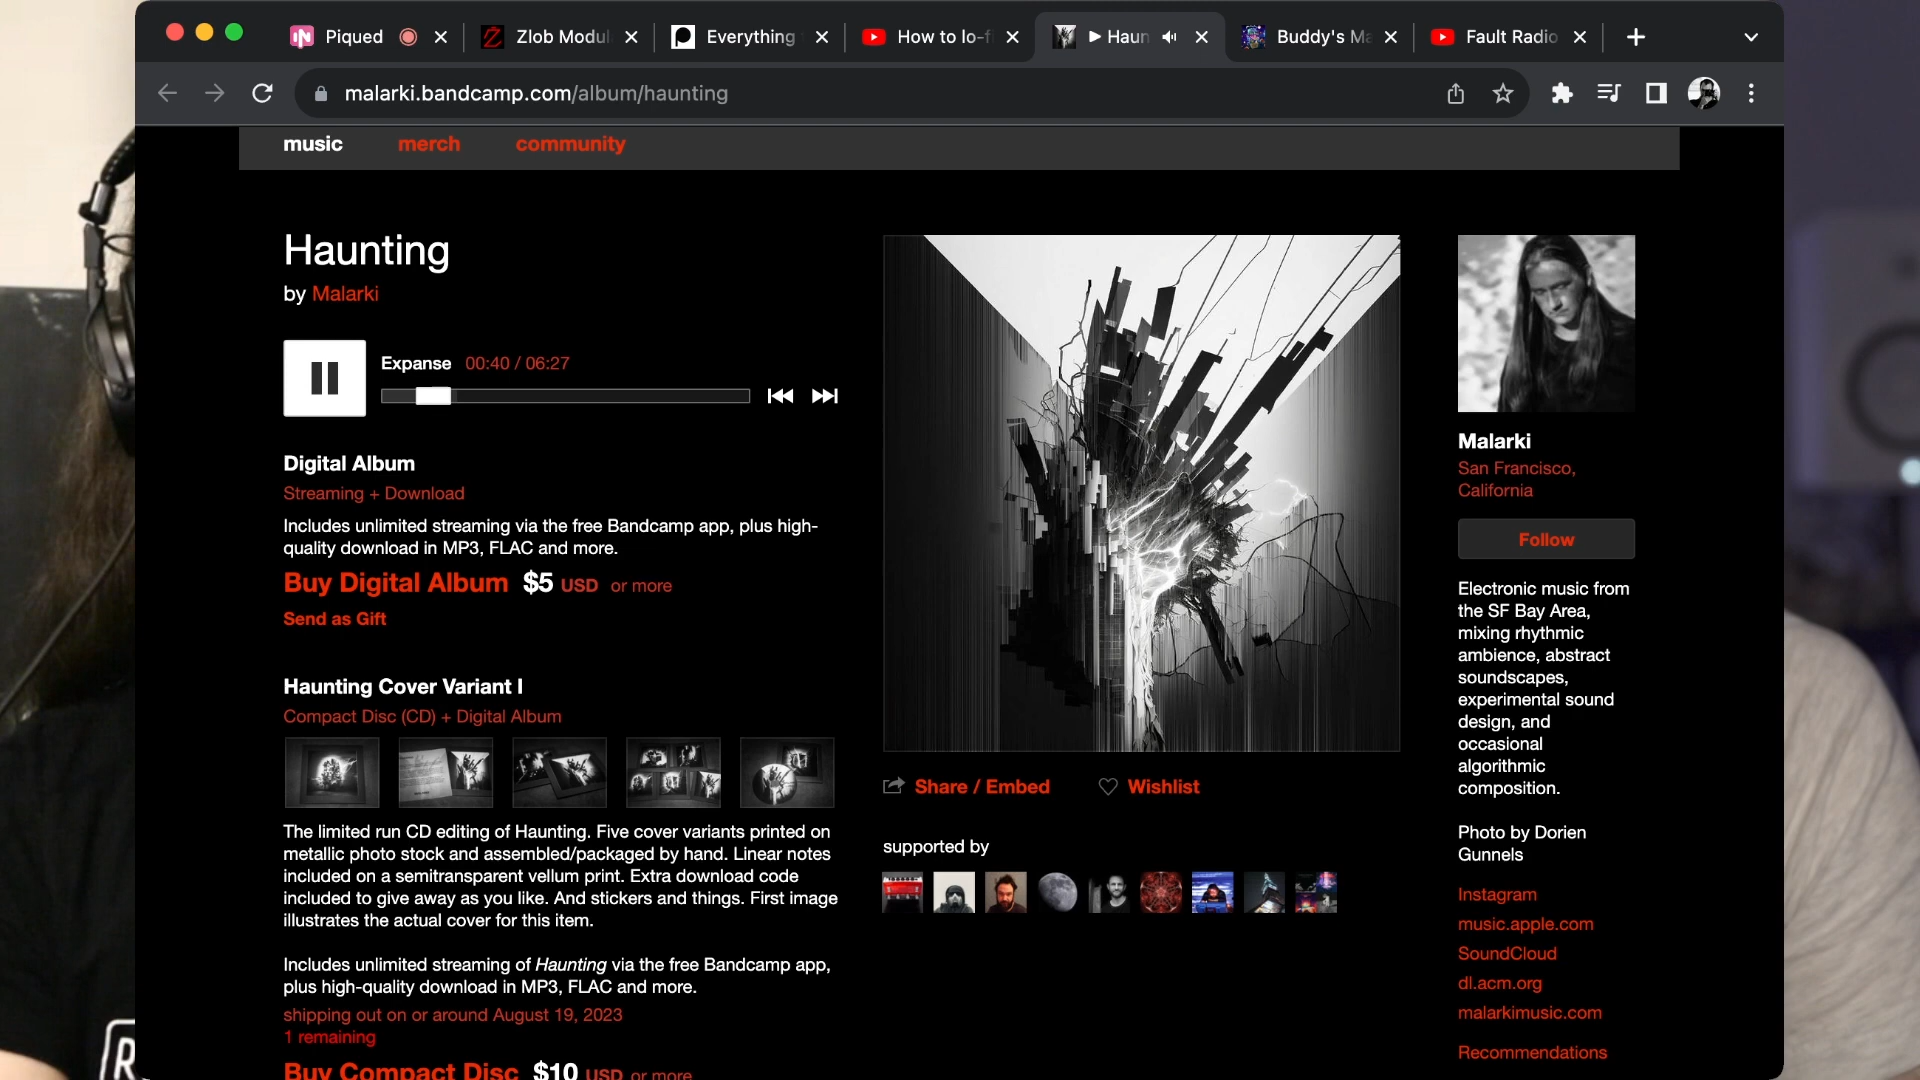 Piqued
Zlob Modul
Everything
How to lo-f
Haun
Buddy's Ma
Fault Radio
malarki.bandcamp.com/album/haunting
music
merch
community
Haunting
by Malarki
Expanse 00:40 / 06:27
Digital Album
Streaming + Download
Includes unlimited streaming via the free Bandcamp app, plus high-
quality download in MP3, FLAC and more.
Buy Digital Album $5 USD or more
Send as Gift
Haunting Cover Variant I
Compact Disc (CD) + Digital Album
The limited run CD editing of Haunting. Five cover variants printed on
metallic photo stock and assembled/packaged by hand. Linear notes
included on a semitransparent vellum print. Extra download code
included to give away as you like. And stickers and things. First image
illustrates the actual cover for this item.
Includes unlimited streaming of Haunting via the free Bandcamp app,
plus high-quality download in MP3, FLAC and more.
shipping out on or around August 19, 2023
1 remaining
Buy Compact Disc $10 USD or more
Share / Embed
Wishlist
supported by
Malarki
San Francisco,
California
Follow
Electronic music from
the SF Bay Area,
mixing rhythmic
ambience, abstract
soundscapes,
experimental sound
design, and
occasional
algorithmic
composition.
Photo by Dorien
Gunnels
Instagram
music.apple.com
SoundCloud
dl.acm.org
malarkimusic.com
Recommendations
R